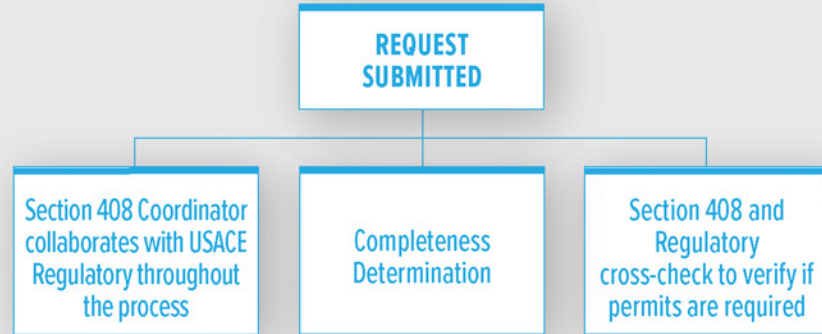 REQUEST
SUBMITTED
Section 408 Coordinator
collaborates with USACE
Regulatory throughout
the process
Completeness
Determination
Section 408 and
Regulatory
cross-check to verify if
permits are required